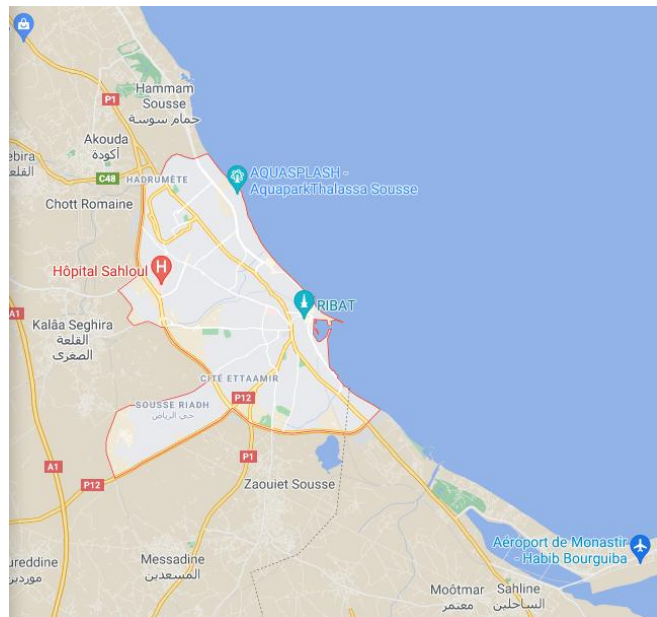 Hammam
Sousse
حمام سوسة
P1
Akouda
أكودة
ebira
القلعة
C48
HADRUMÈTE
AQUASPLASH -
AquaparkThalassa Sousse
Chott Romaine
Hôpital Sahloul
H
RIBAT
A1
Kalâa Seghira
القلعة
الصغرى
CITÉ ETTAAMIR
SOUSSE RIADH
حي الرياض
P12
A1
P12
P1
Zaouiet Sousse
Aéroport de Monastir
- Habib Bourguiba
Messadine
المسعدين
ureddine
موردين
Moôtmar
معتمر
Sahline
الساحلين